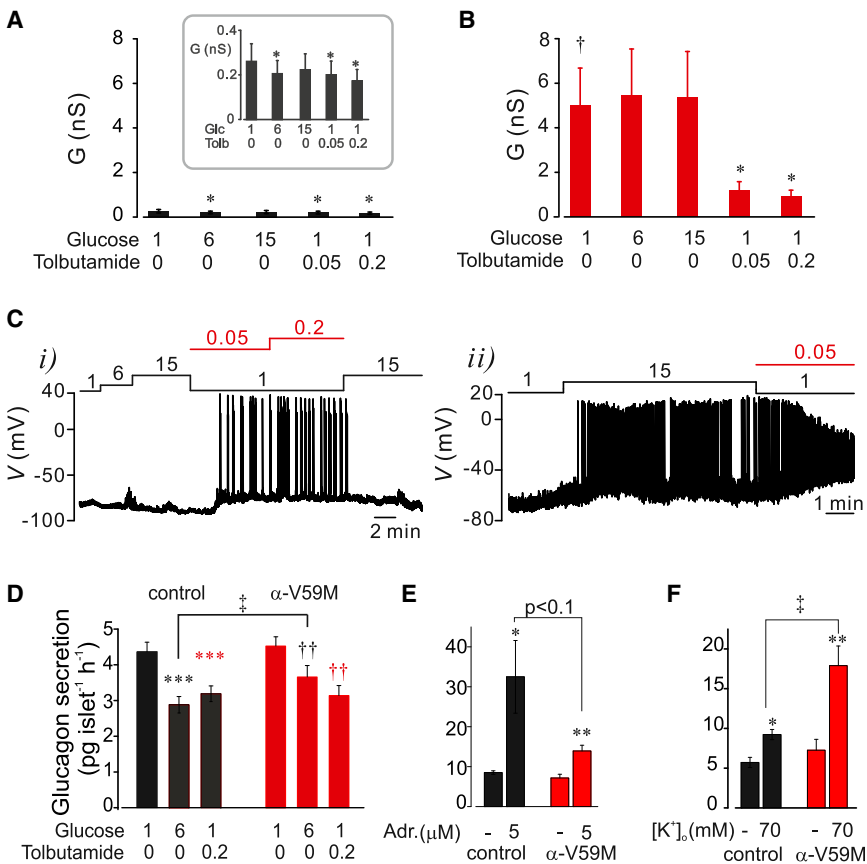 A
8
6
4
2
0
G (nS)
0.4
0.2
0
G (nS)
Glc 1 6 15 1 1
Tolb 0 0 0 0.05 0.2
* * *
* * *
Glucose 1 6 15 1 1
Tolbutamide 0 0 0 0.05 0.2
B
8
6
4
2
0
G (nS)
†
* *
Glucose 1 6 15 1 1
Tolbutamide 0 0 0 0.05 0.2
C
i)
0.05 0.2
1 6 15 1 15
40
0
-50
-100
V (mV)
2 min
ii)
0.05
1 15 1
20
0
-40
-80
V (mV)
1 min
D
control ‡ α-V59M
5
4
3
2
1
0
Glucagon secretion
(pg islet⁻¹ h⁻¹)
*** *** †† ††
Glucose 1 6 1 1 6 1
Tolbutamide 0 0 0.2 0 0 0.2
E
p<0.1
40
30
20
10
0
* **
Adr.(μM) - 5 - 5
control α-V59M
F
‡
20
15
10
5
0
* **
[K⁺]ₒ(mM) - 70 - 70
control α-V59M